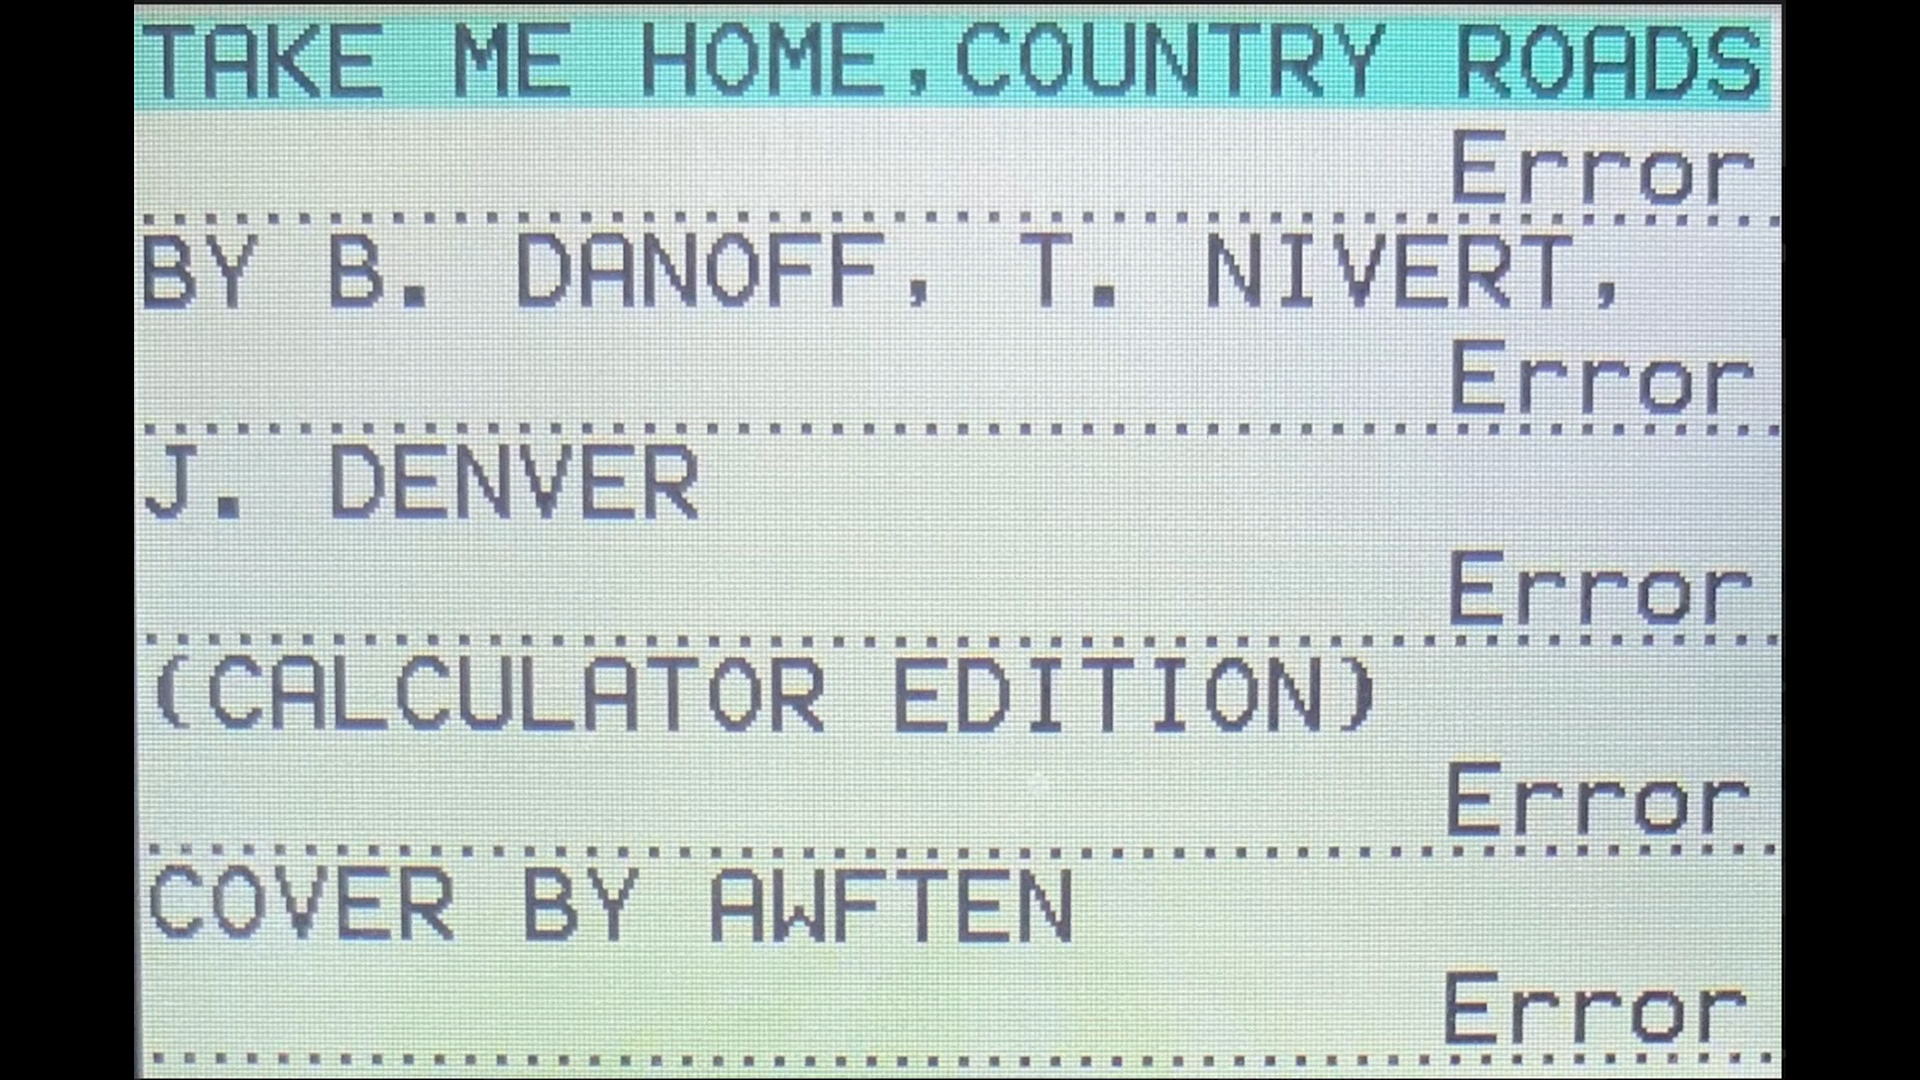 TAKE ME HOME,COUNTRY ROADS
Error
BY B. DANOFF, T. NIVERT,
Error
J. DENVER
Error
(CALCULATOR EDITION)
Error
COVER BY AWFTEN
Error